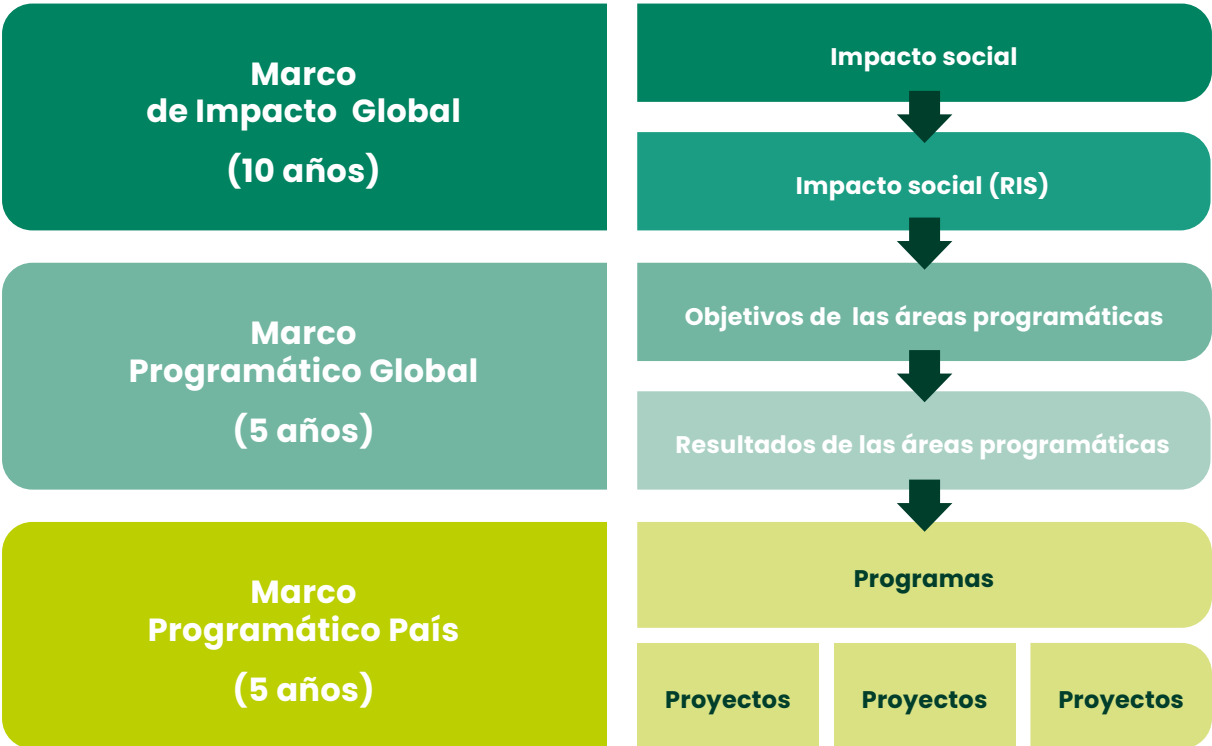 Marco
de Impacto Global
(10 años)
Impacto social
Impacto social (RIS)
Marco
Programático Global
(5 años)
Objetivos de las áreas programáticas
Resultados de las áreas programáticas
Marco
Programático País
(5 años)
Programas
Proyectos
Proyectos
Proyectos